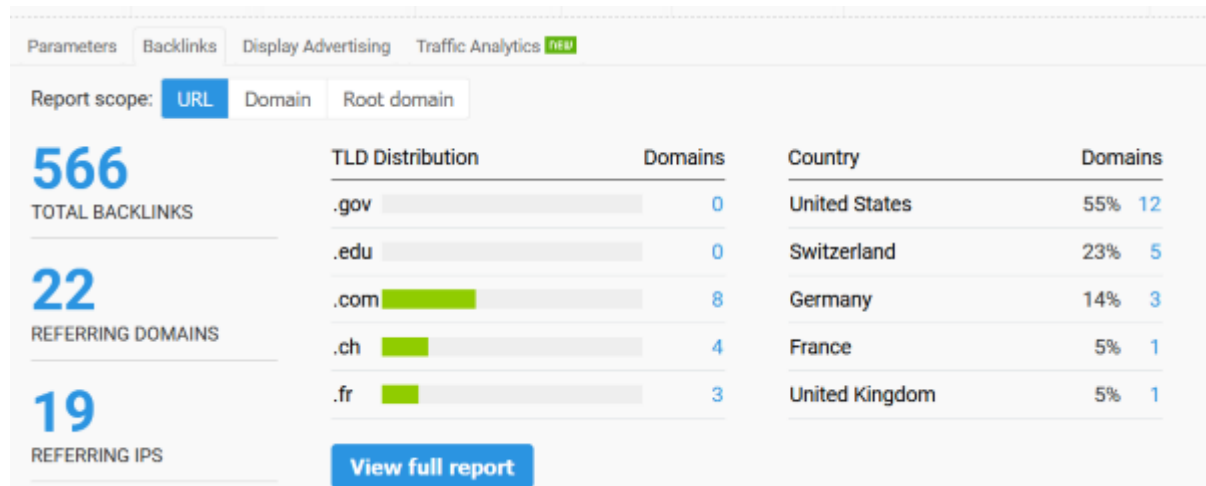 Parameters Backlinks Display Advertising Traffic Analytics NEW
Report scope: URL Domain Root domain
566
TOTAL BACKLINKS
22
REFERRING DOMAINS
19
REFERRING IPS
TLD Distribution Domains
.gov 0
.edu 0
.com 8
.ch 4
.fr 3
View full report
Country Domains
United States 55% 12
Switzerland 23% 5
Germany 14% 3
France 5% 1
United Kingdom 5% 1